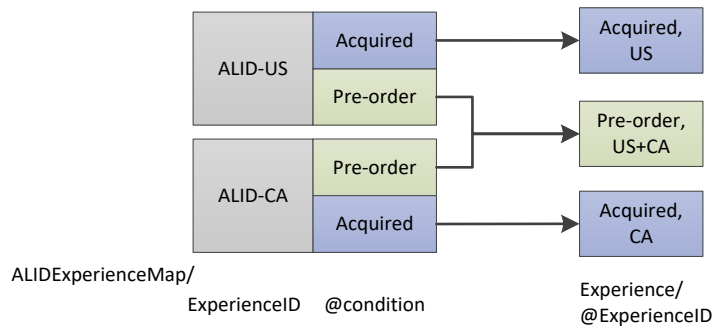 ALID-US
Acquired
Pre-order
ALID-CA
Pre-order
Acquired
Acquired,
US
Pre-order,
US+CA
Acquired,
CA
ALIDExperienceMap/
ExperienceID
@condition
Experience/
@ExperienceID